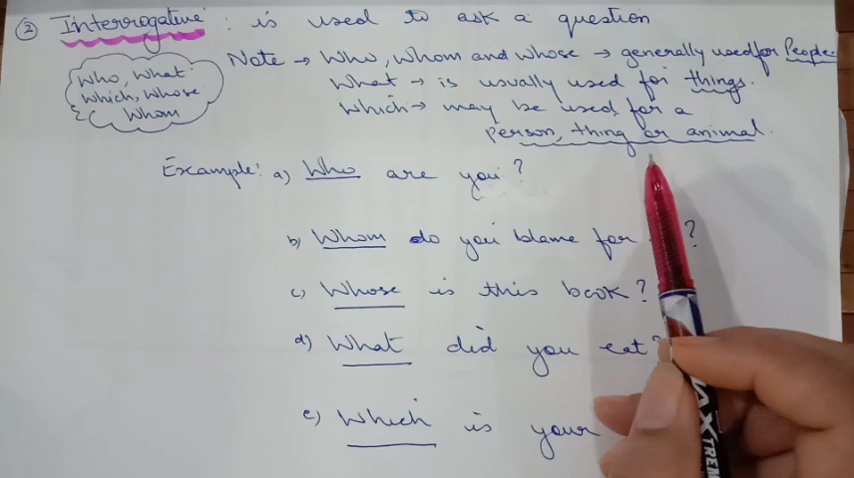 ② Interrogative : is used to ask a question
Who, What
Which, Whose
Whom
Note → Who, Whom and Whose → generally used for People.
What → is usually used for things.
Which → may be used for a
Person, thing or animal.
Example: a) Who are you?
b) Whom do you blame for ?
c) Whose is this book?
d) What did you eat?
e) Which is your